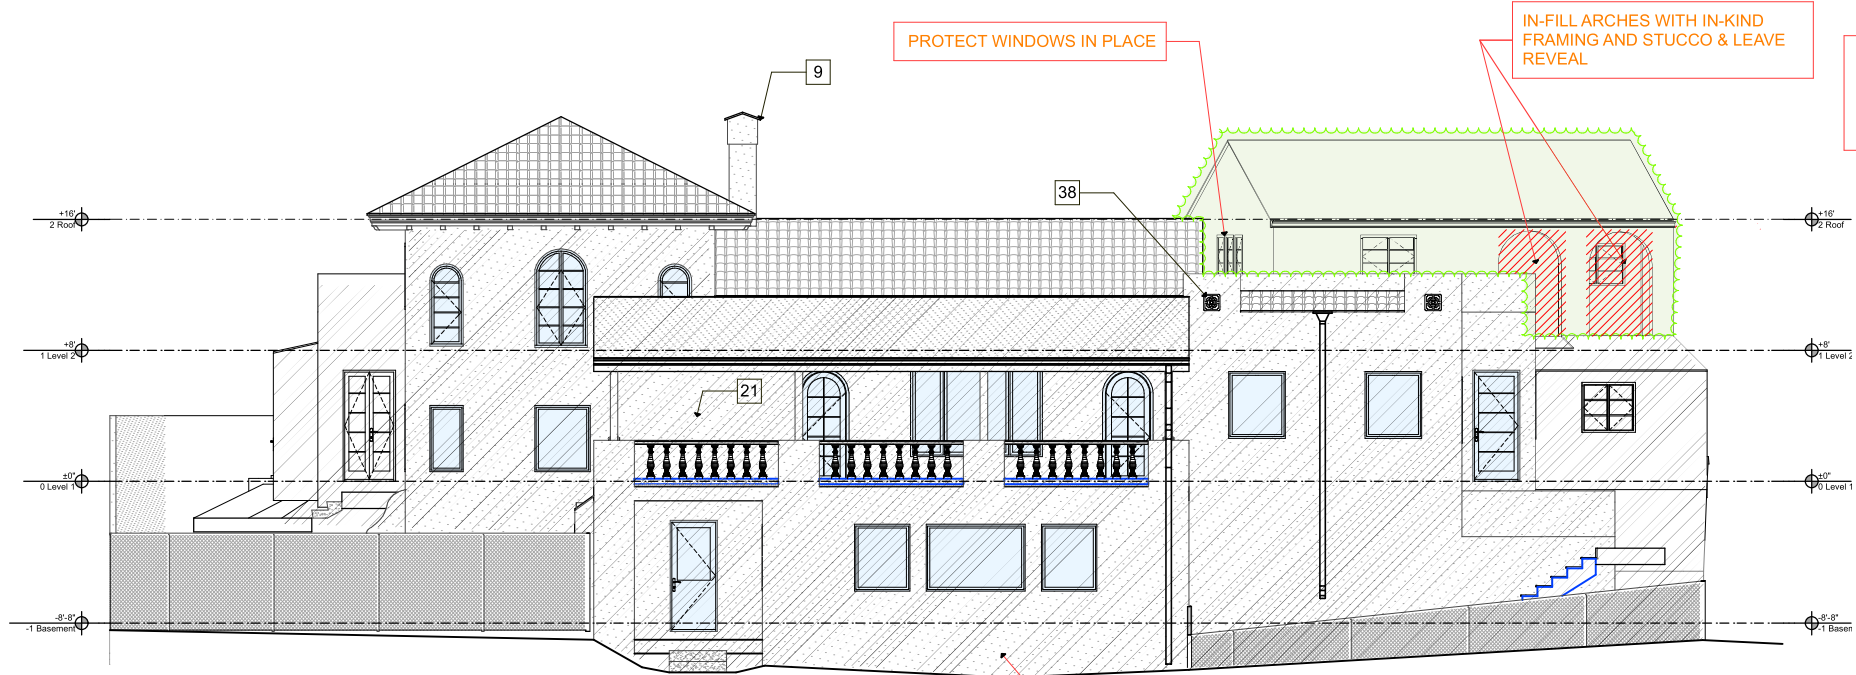 IN-FILL ARCHES WITH IN-KIND
FRAMING AND STUCCO & LEAVE
REVEAL
PROTECT WINDOWS IN PLACE
9
38
+16'
2 Roof
+16'
2 Roof
+8'
1 Level 2
+8'
1 Level 2
21
±0"
0 Level 1
±0"
0 Level 1
-8'-8"
-1 Basement
-8'-8"
-1 Basem